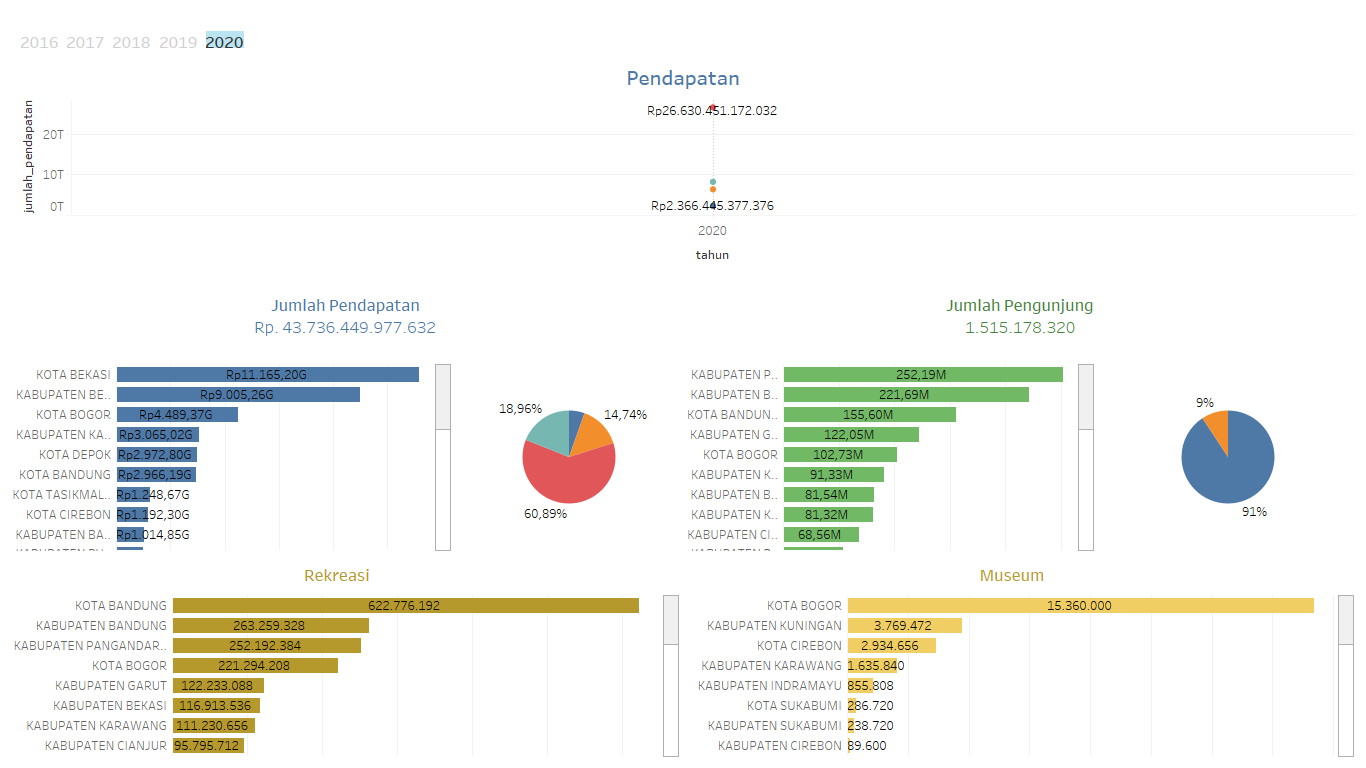 2016 2017 2018 2019 2020
Pendapatan
jumlah_pendapatan
20T
10T
0T
Rp26.630.451.172.032
Rp2.366.445.377.376
2020
tahun
Jumlah Pendapatan
Rp. 43.736.449.977.632
KOTA BEKASI Rp11.165,20G
KABUPATEN BE.. Rp9.005,26G
KOTA BOGOR Rp4.489,37G
KABUPATEN KA.. Rp3.065,02G
KOTA DEPOK Rp2.972,80G
KOTA BANDUNG Rp2.966,19G
KOTA TASIKMAL.. Rp1.248,67G
KOTA CIREBON Rp1.192,30G
KABUPATEN BA.. Rp1.014,85G
18,96%
14,74%
60,89%
Jumlah Pengunjung
1.515.178.320
KABUPATEN P.. 252,19M
KABUPATEN B.. 221,69M
KOTA BANDUN.. 155,60M
KABUPATEN G.. 122,05M
KOTA BOGOR 102,73M
KABUPATEN K.. 91,33M
KABUPATEN B.. 81,54M
KABUPATEN K.. 81,32M
KABUPATEN CI.. 68,56M
9%
91%
Rekreasi
KOTA BANDUNG 622.776.192
KABUPATEN BANDUNG 263.259.328
KABUPATEN PANGANDAR.. 252.192.384
KOTA BOGOR 221.294.208
KABUPATEN GARUT 122.233.088
KABUPATEN BEKASI 116.913.536
KABUPATEN KARAWANG 111.230.656
KABUPATEN CIANJUR 95.795.712
Museum
KOTA BOGOR 15.360.000
KABUPATEN KUNINGAN 3.769.472
KOTA CIREBON 2.934.656
KABUPATEN KARAWANG 1.635.840
KABUPATEN INDRAMAYU 855.808
KOTA SUKABUMI 286.720
KABUPATEN SUKABUMI 238.720
KABUPATEN CIREBON 89.600